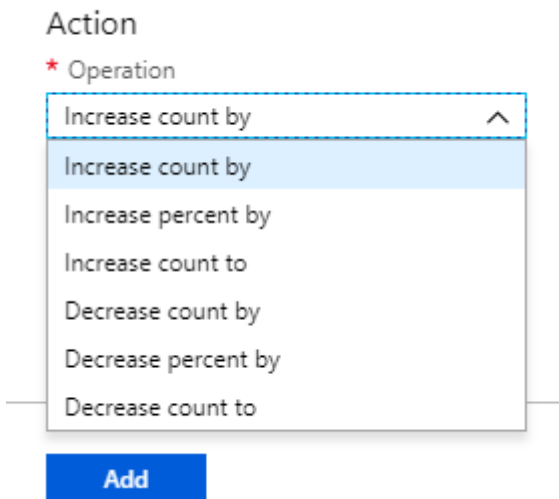 Action
* Operation
Increase count by
Increase count by
Increase percent by
Increase count to
Decrease count by
Decrease percent by
Decrease count to
Add